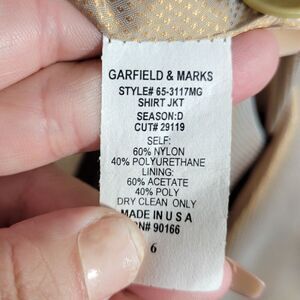 GARFIELD & MARKS
STYLE# 65-3117MG
SHIRT JKT
SEASON:D
CUT# 29119
SELF:
60% NYLON
40% POLYURETHANE
LINING:
60% ACETATE
40% POLY
DRY CLEAN ONLY
MADE IN U S A
RN# 90166
6